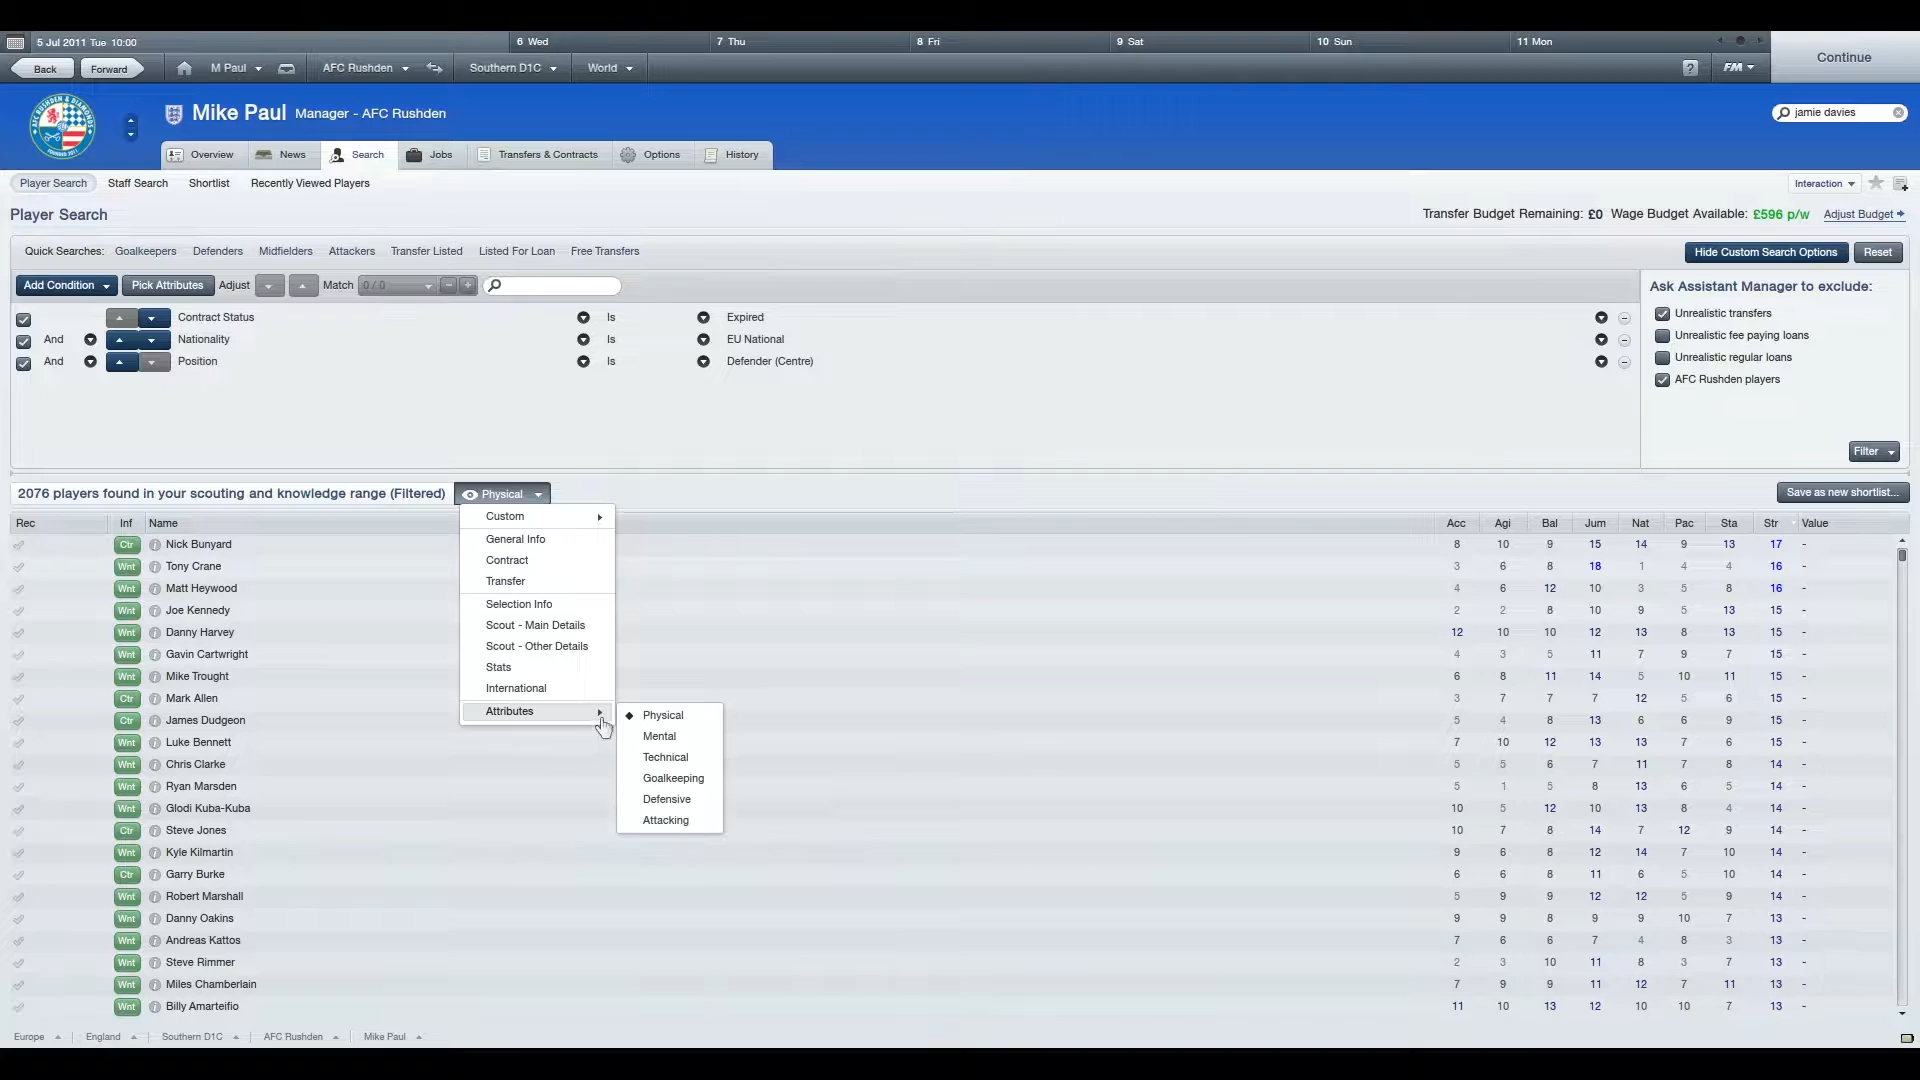 5 Jul 2011 Tue 10:00 6 Wed 7 Thu 8 Fri 9 Sat 10 Sun 11 Mon
Continue
Back Forward M Paul AFC Rushden Southern D1C World ? FM
Mike Paul Manager - AFC Rushden
jamie davies
Overview News Search Jobs Transfers & Contracts Options History
Player Search Staff Search Shortlist Recently Viewed Players Interaction
Player Search Transfer Budget Remaining: £0 Wage Budget Available: £596 p/w Adjust Budget
Quick Searches: Goalkeepers Defenders Midfielders Attackers Transfer Listed Listed For Loan Free Transfers Hide Custom Search Options Reset
Add Condition Pick Attributes Adjust Match 0 / 0
Ask Assistant Manager to exclude:
Contract Status Is Expired
And Nationality Is EU National
And Position Is Defender (Centre)
Unrealistic transfers
Unrealistic fee paying loans
Unrealistic regular loans
AFC Rushden players
Filter
2076 players found in your scouting and knowledge range (Filtered) Physical Save as new shortlist...
Custom
General Info
Contract
Transfer
Selection Info
Scout - Main Details
Scout - Other Details
Stats
International
Attributes
Physical
Mental
Technical
Goalkeeping
Defensive
Attacking
Rec Inf Name Acc Agi Bal Jum Nat Pac Sta Str Value
Ctr Nick Bunyard 8 10 9 15 14 9 13 17 -
Wnt Tony Crane 3 6 8 18 1 4 4 16 -
Wnt Matt Heywood 4 6 12 10 3 5 8 16 -
Wnt Joe Kennedy 2 2 8 10 9 5 13 15 -
Wnt Danny Harvey 12 10 10 12 13 8 13 15 -
Wnt Gavin Cartwright 4 3 5 11 7 9 7 15 -
Wnt Mike Trought 6 8 11 14 5 10 11 15 -
Ctr Mark Allen 3 7 7 7 12 5 6 15 -
Ctr James Dudgeon 5 4 8 13 6 6 9 15 -
Wnt Luke Bennett 7 10 12 13 13 7 6 15 -
Wnt Chris Clarke 5 5 6 7 11 7 8 14 -
Wnt Ryan Marsden 5 1 5 8 13 6 5 14 -
Wnt Glodi Kuba-Kuba 10 5 12 10 13 8 4 14 -
Ctr Steve Jones 10 7 8 14 7 12 9 14 -
Wnt Kyle Kilmartin 9 6 8 12 14 7 10 14 -
Ctr Garry Burke 6 6 8 11 6 5 10 14 -
Wnt Robert Marshall 5 9 9 12 12 5 9 14 -
Wnt Danny Oakins 9 9 8 9 9 10 7 13 -
Wnt Andreas Kattos 7 6 6 7 4 8 3 13 -
Wnt Steve Rimmer 2 3 10 11 8 3 7 13 -
Wnt Miles Chamberlain 7 9 9 11 12 7 11 13 -
Wnt Billy Amarteifio 11 10 13 12 10 10 7 13 -
Europe England Southern D1C AFC Rushden Mike Paul